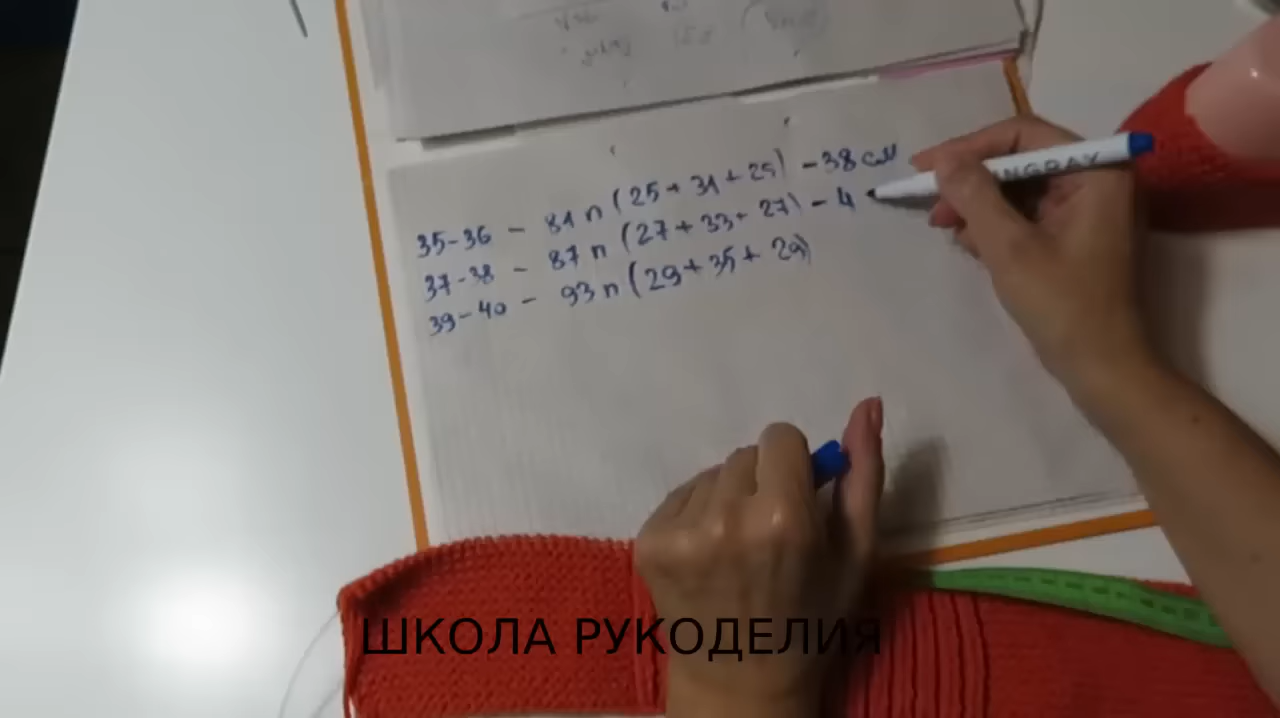 35-36 - 81 п (25 + 31 + 25) - 38 см
37-38 - 87 п (27 + 33 + 27) - 4
39-40 - 93 п (29 + 35 + 29)
ШКОЛА РУКОДЕЛИЯ